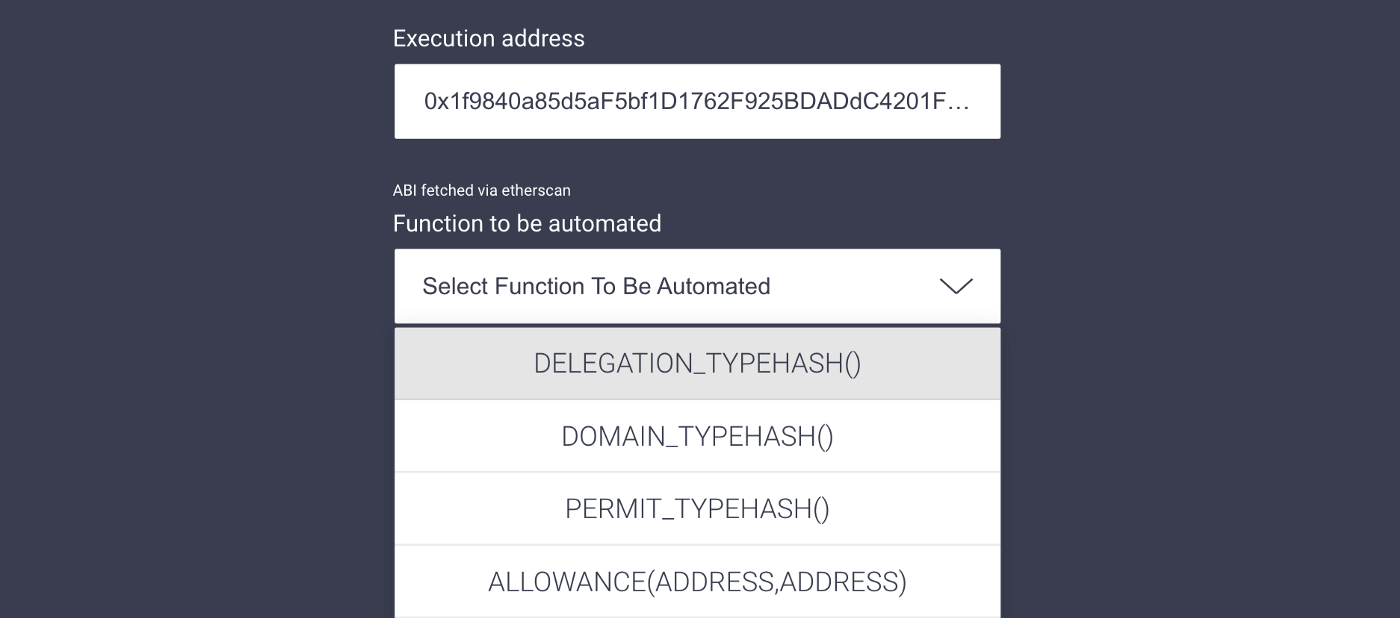 Execution address
0x1f9840a85d5aF5bf1D1762F925BDADdC4201F…
ABI fetched via etherscan
Function to be automated
Select Function To Be Automated
DELEGATION_TYPEHASH()
DOMAIN_TYPEHASH()
PERMIT_TYPEHASH()
ALLOWANCE(ADDRESS,ADDRESS)